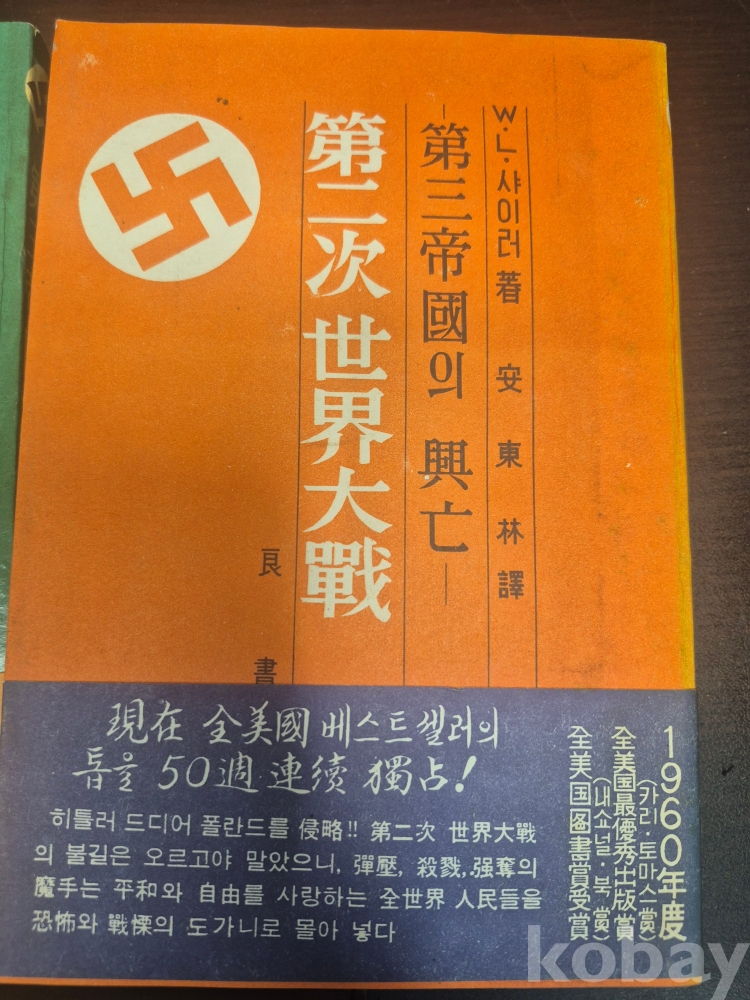 W·L·샤이러 著 安東林 譯
—第三帝國의 興亡—
第二次 世界大戰
良書
現在 全美國 베스트셀러의
톱을 50週 連續 獨占!
히틀러 드디어 폴란드를 侵略!! 第二次 世界大戰
의 불길은 오르고야 말았으니, 彈壓, 殺戮, 强奪의
魔手는 平和와 自由를 사랑하는 全世界 人民들을
恐怖와 戰慄의 도가니로 몰아 넣다
1960年度
(카리·토마스賞)
全美国最優秀出版賞
(내쇼널·북賞)
全美国图書賞受賞
kobay